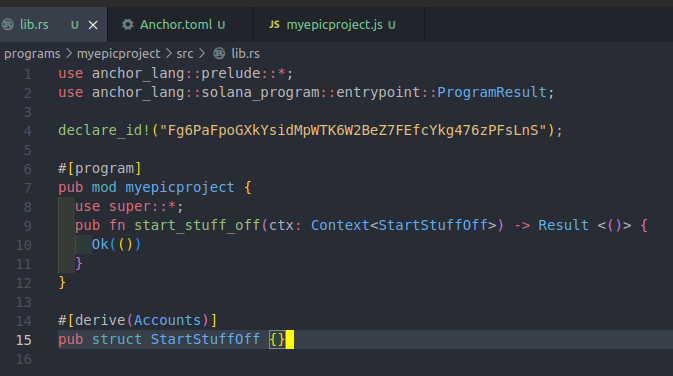 lib.rs U × Anchor.toml U JS myepicproject.js U
programs > myepicproject > src > lib.rs
1 use anchor_lang::prelude::*;
2 use anchor_lang::solana_program::entrypoint::ProgramResult;
3
4 declare_id!("Fg6PaFpoGXkYsidMpWTK6W2BeZ7FEfcYkg476zPFsLnS");
5
6 #[program]
7 pub mod myepicproject {
8 use super::*;
9 pub fn start_stuff_off(ctx: Context<StartStuffOff>) -> Result <()> {
10 Ok(())
11 }
12 }
13
14 #[derive(Accounts)]
15 pub struct StartStuffOff {}
16